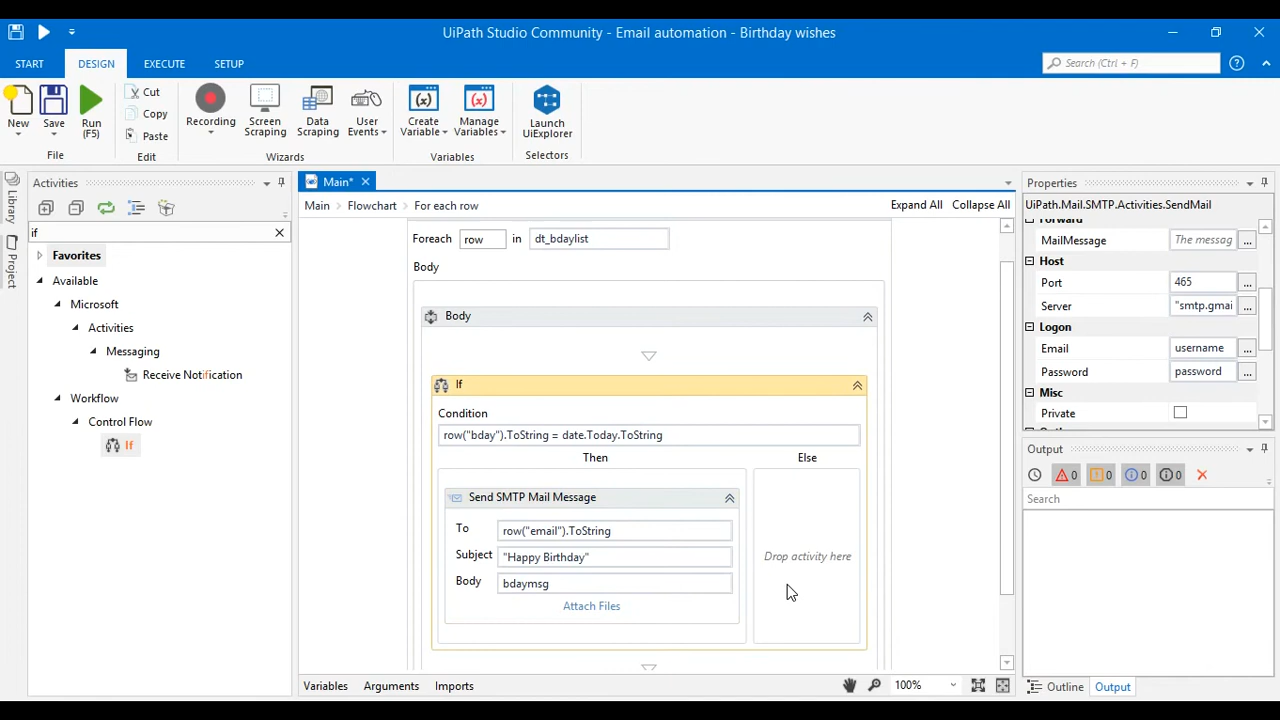 UiPath Studio Community - Email automation - Birthday wishes
START DESIGN EXECUTE SETUP
Search (Ctrl + F)
New
Save
Run
(F5)
Cut
Copy
Paste
Recording
Screen
Scraping
Data
Scraping
User
Events
Create
Variable
Manage
Variables
Launch
UiExplorer
File
Edit
Wizards
Variables
Selectors
Library
Project
Activities
if
Favorites
Available
Microsoft
Activities
Messaging
Receive Notification
Workflow
Control Flow
If
Main*
Main Flowchart For each row
Expand All Collapse All
Foreach row in dt_bdaylist
Body
Body
If
Condition
row("bday").ToString = date.Today.ToString
Then Else
Send SMTP Mail Message
To row("email").ToString
Subject "Happy Birthday"
Body bdaymsg
Attach Files
Drop activity here
Variables Arguments Imports
100%
Properties
UiPath.Mail.SMTP.Activities.SendMail
Forward
MailMessage The messag ...
Host
Port 465 ...
Server "smtp.gmai ...
Logon
Email username ...
Password password ...
Misc
Private
Output
0 0 0 0
Search
Outline Output